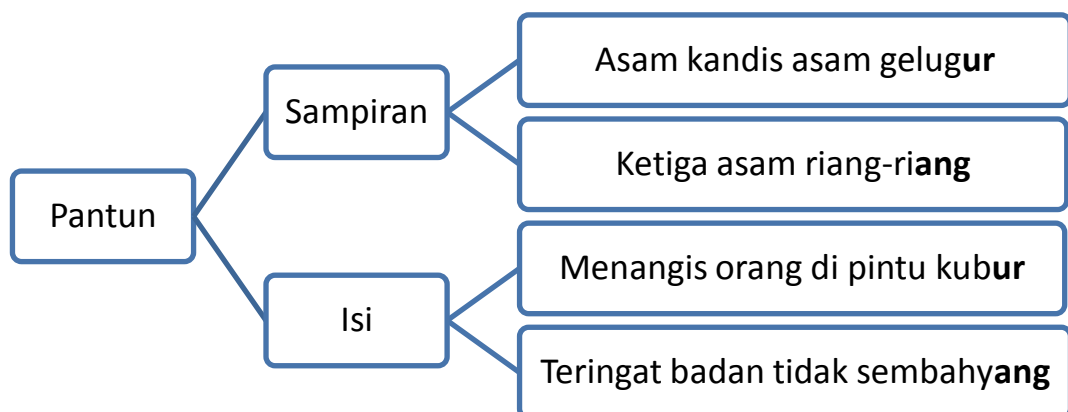 Pantun
Sampiran
Asam kandis asam gelugur
Ketiga asam riang-riang
Isi
Menangis orang di pintu kubur
Teringat badan tidak sembahyang